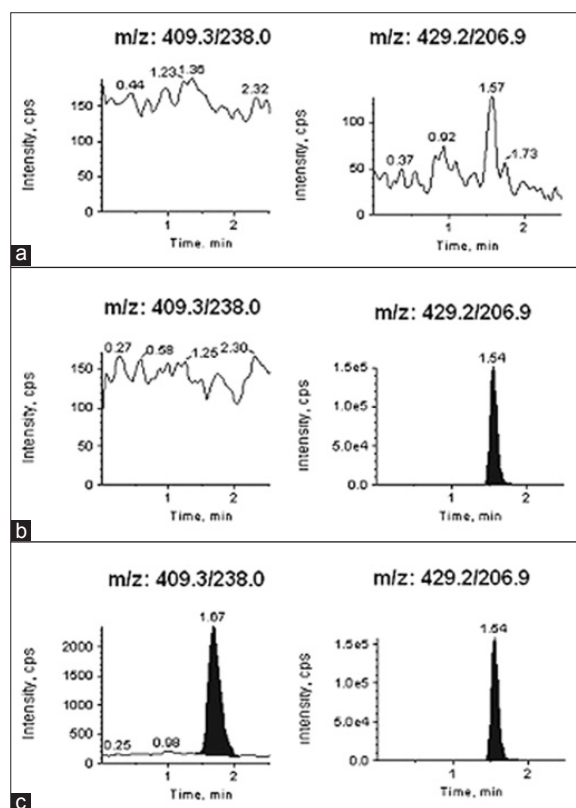 m/z: 409.3/238.0
m/z: 429.2/206.9
Intensity, cps
150
100
50
0
0.44
1.23
1.35
2.32
1
2
Time, min
Intensity, cps
100
50
0
0.37
0.92
1.57
1.73
1
2
Time, min
a
m/z: 409.3/238.0
m/z: 429.2/206.9
Intensity, cps
150
100
50
0
0.27
0.58
1.25
2.30
1
2
Time, min
Intensity, cps
1.5e5
1.0e5
5.0e4
0.0
1.54
1
2
Time, min
b
m/z: 409.3/238.0
m/z: 429.2/206.9
Intensity, cps
2000
1500
1000
500
0
0.25
0.98
1.67
1
2
Time, min
Intensity, cps
1.5e5
1.0e5
5.0e4
0.0
1.54
1
2
Time, min
c